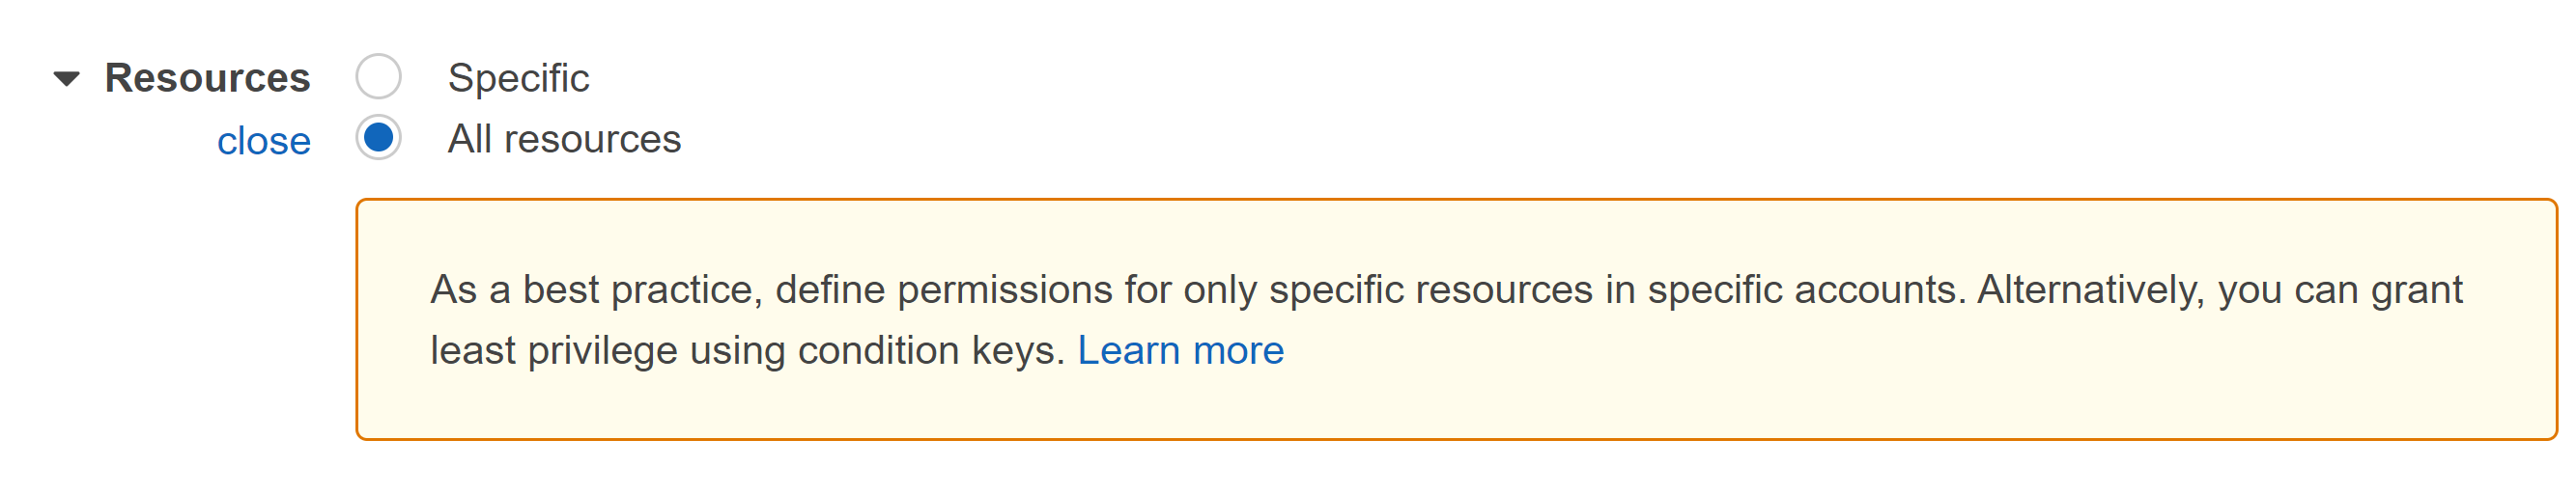 Resources Specific
close All resources
As a best practice, define permissions for only specific resources in specific accounts. Alternatively, you can grant
least privilege using condition keys. Learn more